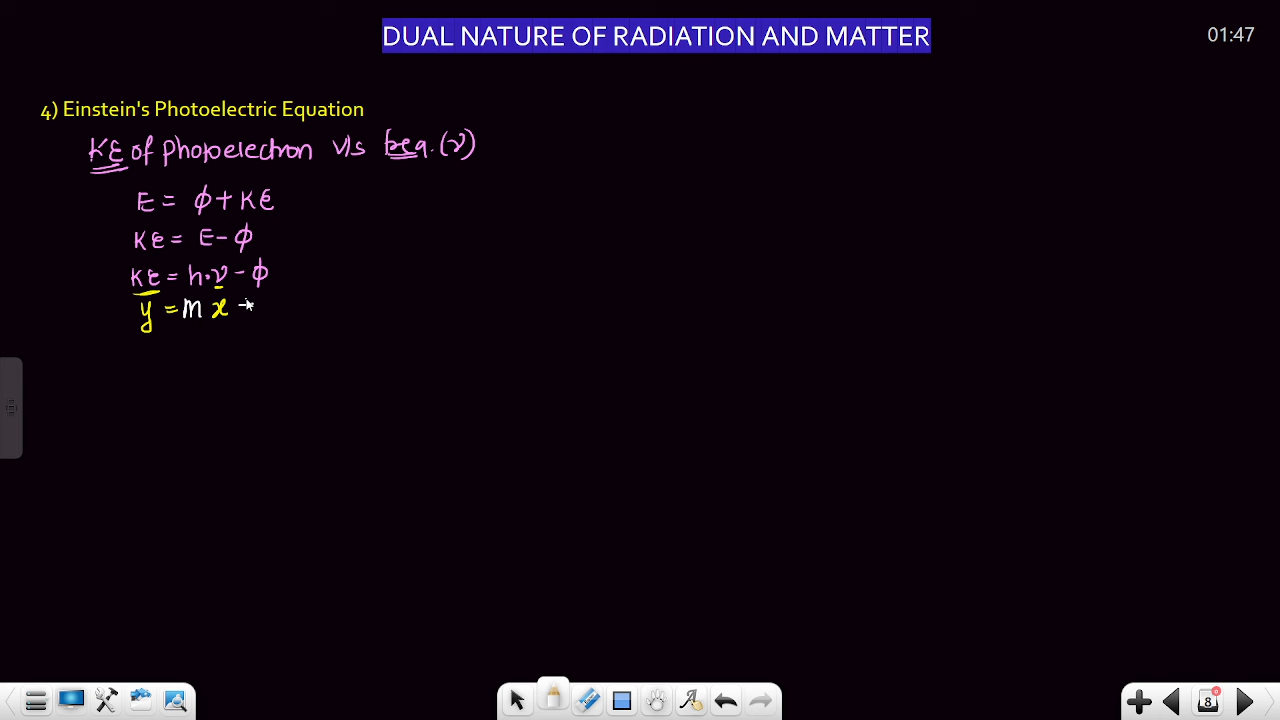 DUAL NATURE OF RADIATION AND MATTER
01:47
4) Einstein's Photoelectric Equation
KE of photoelectron v/s freq. (ν)
E = ϕ + KE
KE = E - ϕ
KE = h·ν - ϕ
y = m x
8